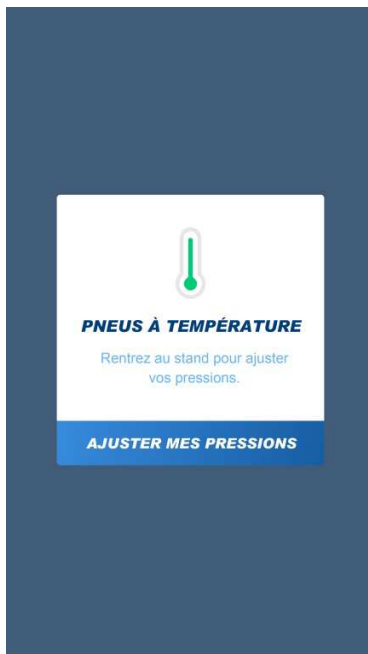 PNEUS À TEMPÉRATURE
Rentrez au stand pour ajuster
vos pressions.
AJUSTER MES PRESSIONS